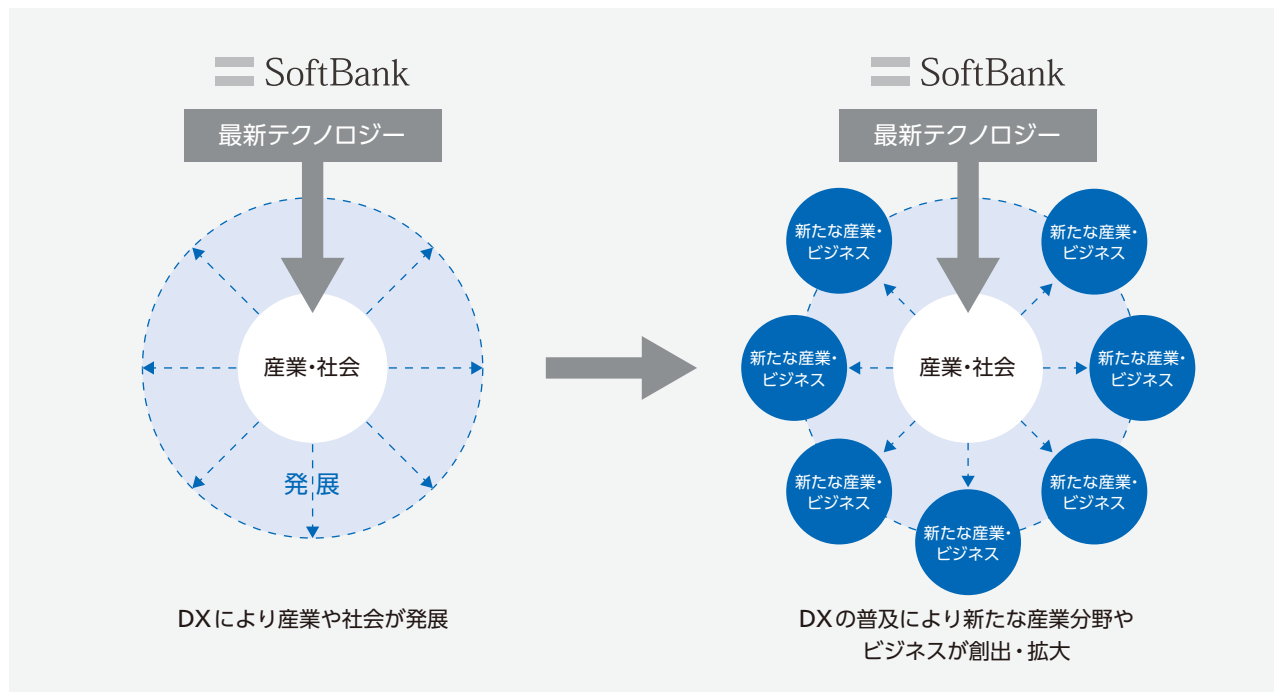 SoftBank
最新テクノロジー
産業・社会
発展
DXにより産業や社会が発展
SoftBank
最新テクノロジー
新たな産業・
ビジネス
新たな産業・
ビジネス
新たな産業・
ビジネス
産業・社会
新たな産業・
ビジネス
新たな産業・
ビジネス
新たな産業・
ビジネス
新たな産業・
ビジネス
DXの普及により新たな産業分野や
ビジネスが創出・拡大